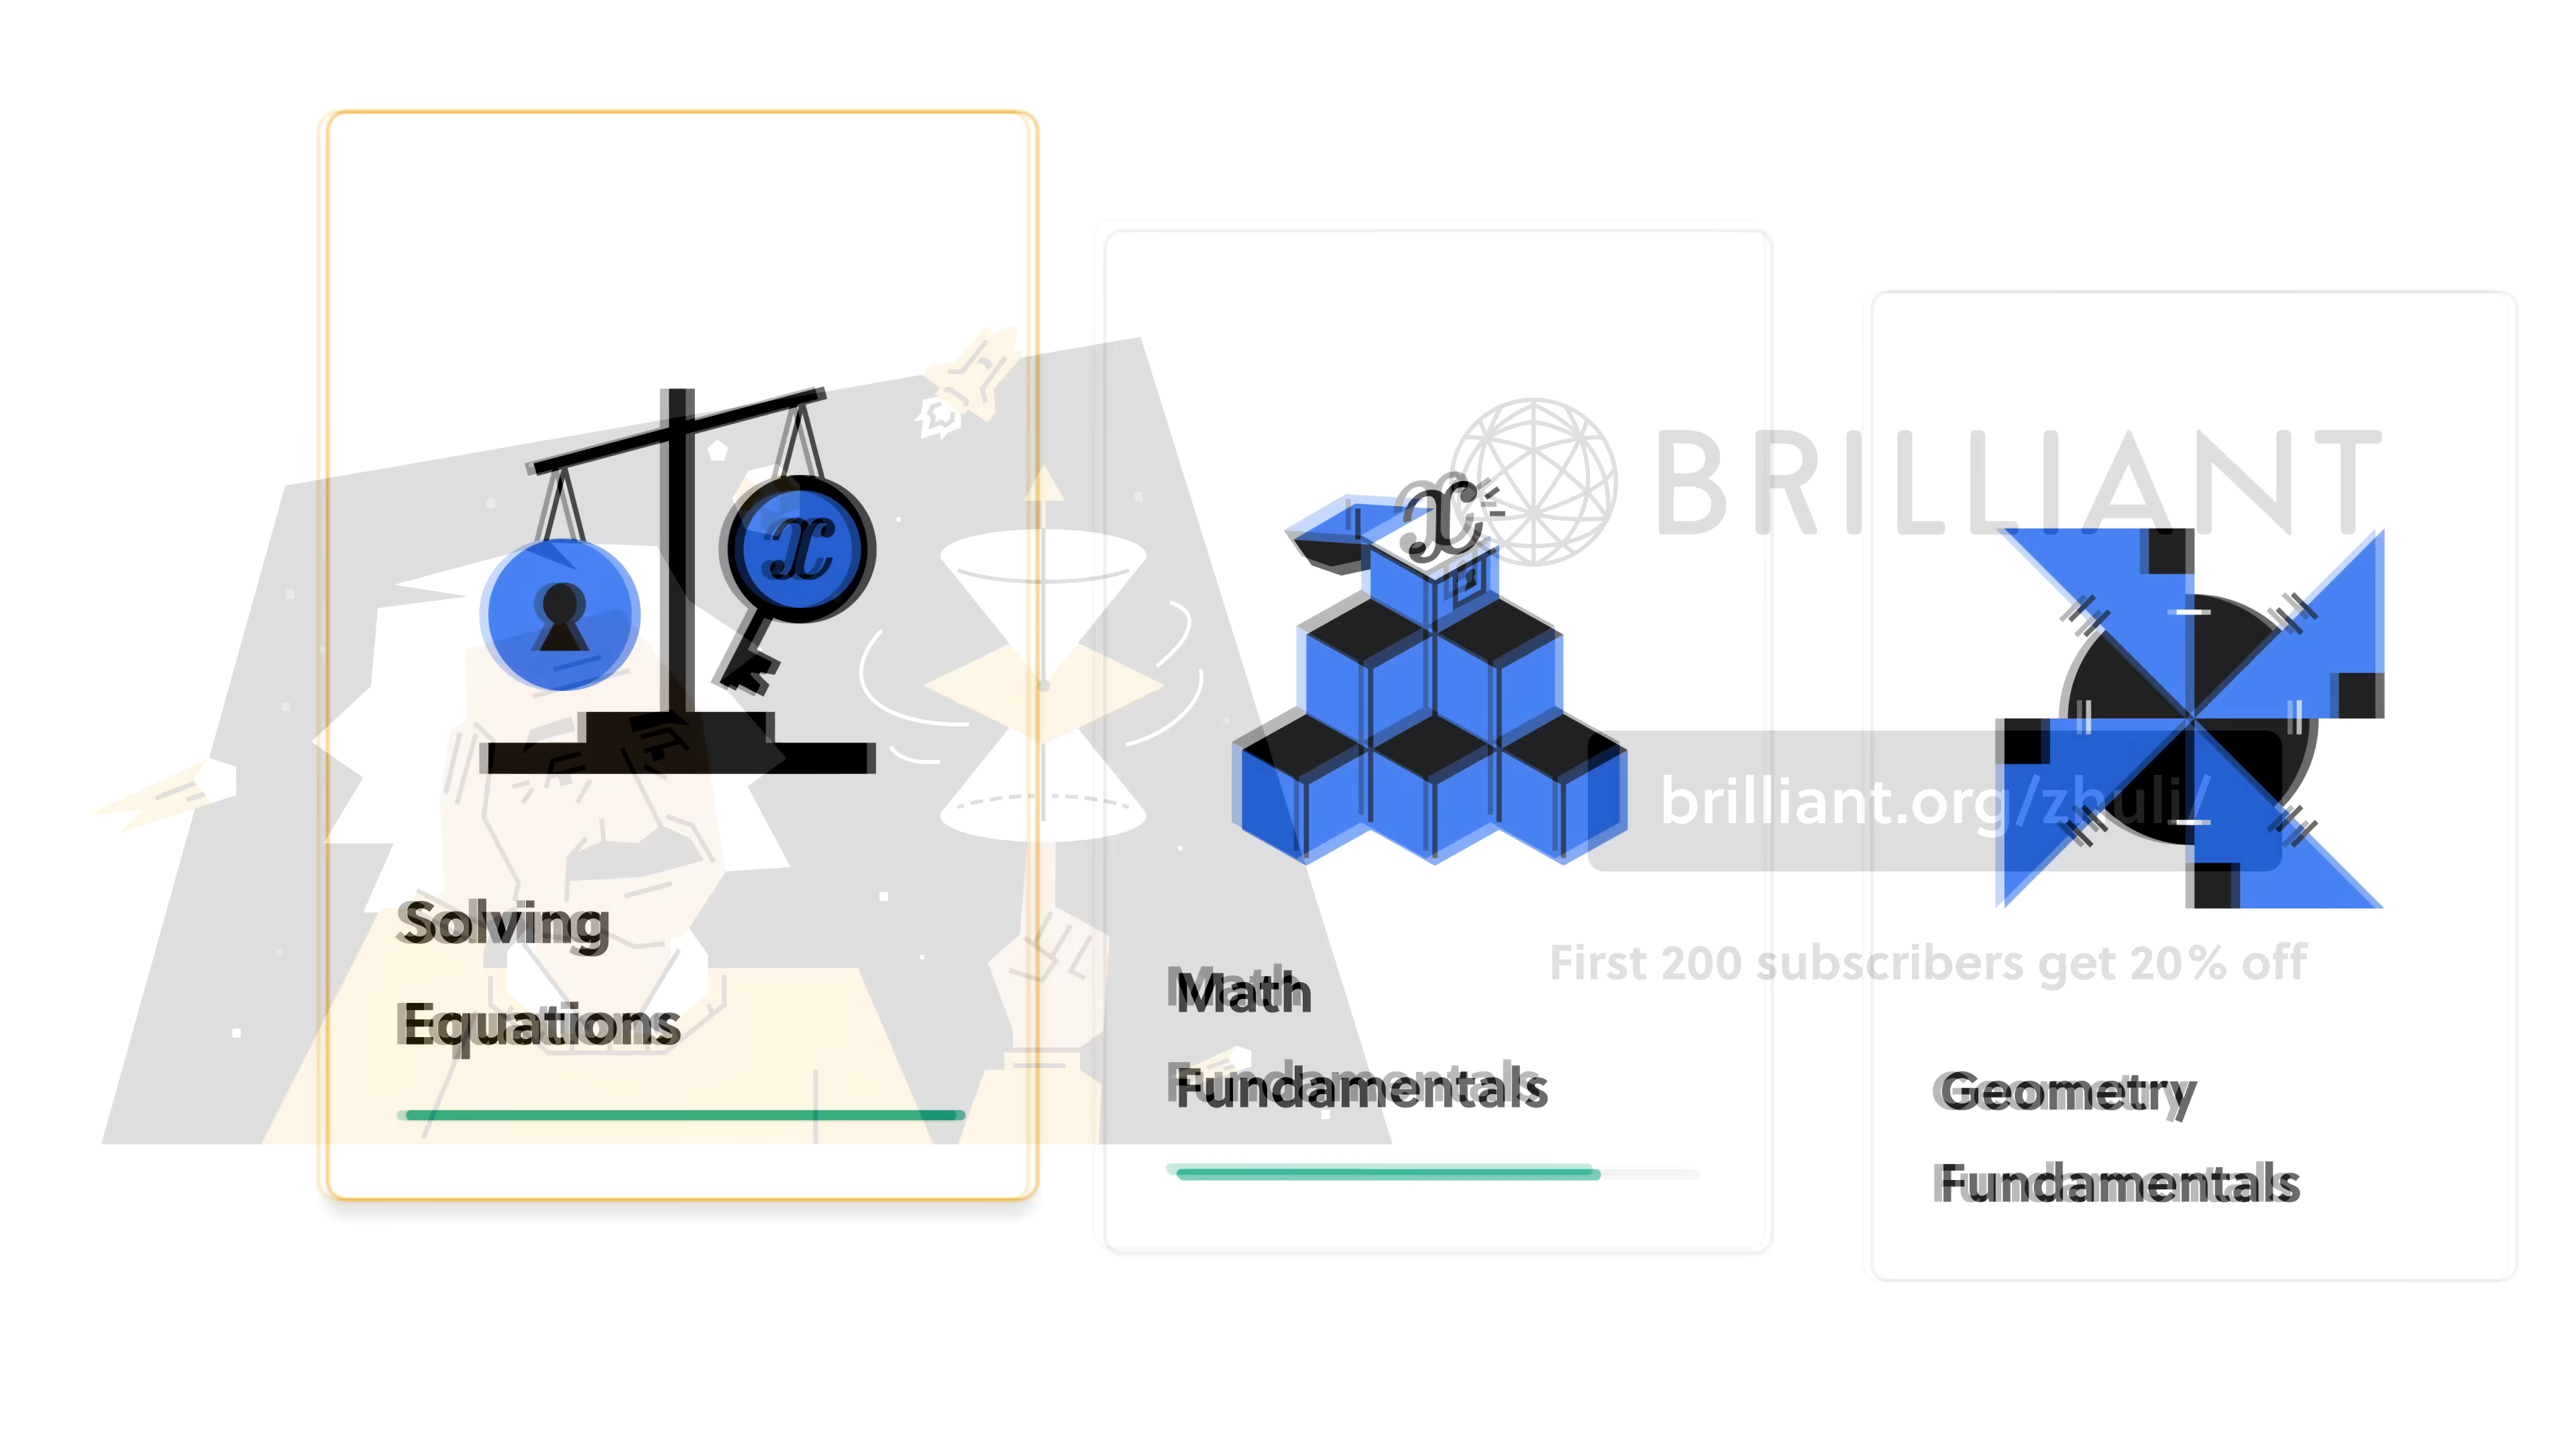 BRILLIANT
brilliant.org/zhuli/
First 200 subscribers get 20% off
x
x
Solving
Equations
Math
Fundamentals
Geometry
Fundamentals